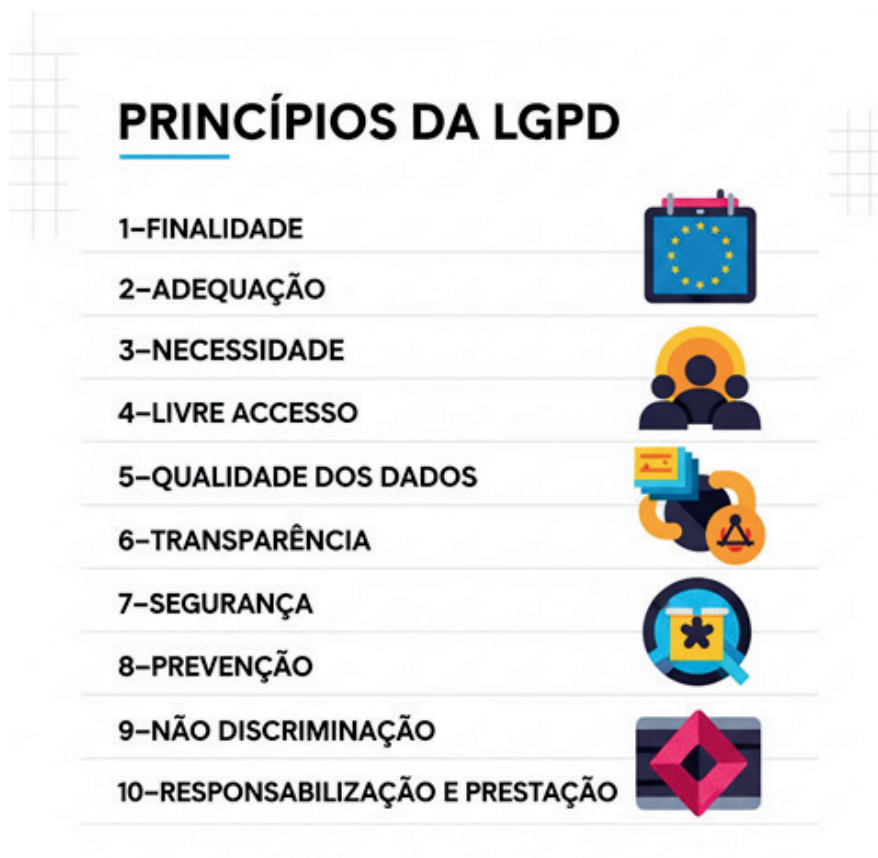 PRINCÍPIOS DA LGPD
1–FINALIDADE
2–ADEQUAÇÃO
3–NECESSIDADE
4–LIVRE ACCESSO
5–QUALIDADE DOS DADOS
6–TRANSPARÊNCIA
7–SEGURANÇA
8–PREVENÇÃO
9–NÃO DISCRIMINAÇÃO
10–RESPONSABILIZAÇÃO E PRESTAÇÃO